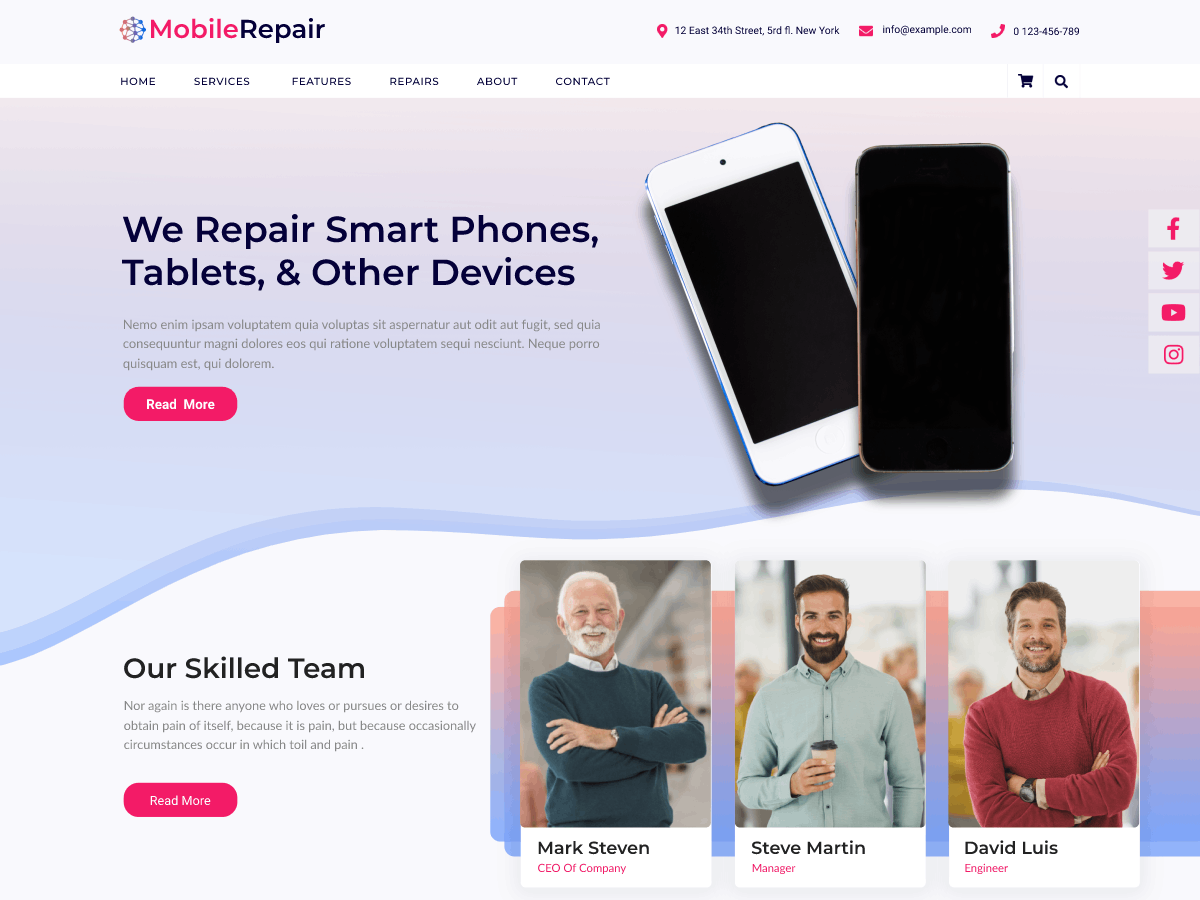 MobileRepair
12 East 34th Street, 5rd fl. New York
info@example.com
0 123-456-789
HOME
SERVICES
FEATURES
REPAIRS
ABOUT
CONTACT
We Repair Smart Phones,
Tablets, & Other Devices
Nemo enim ipsam voluptatem quia voluptas sit aspernatur aut odit aut fugit, sed quia
consequuntur magni dolores eos qui ratione voluptatem sequi nesciunt. Neque porro
quisquam est, qui dolorem.
Read More
Our Skilled Team
Nor again is there anyone who loves or pursues or desires to
obtain pain of itself, because it is pain, but because occasionally
circumstances occur in which toil and pain .
Read More
Mark Steven
CEO Of Company
Steve Martin
Manager
David Luis
Engineer